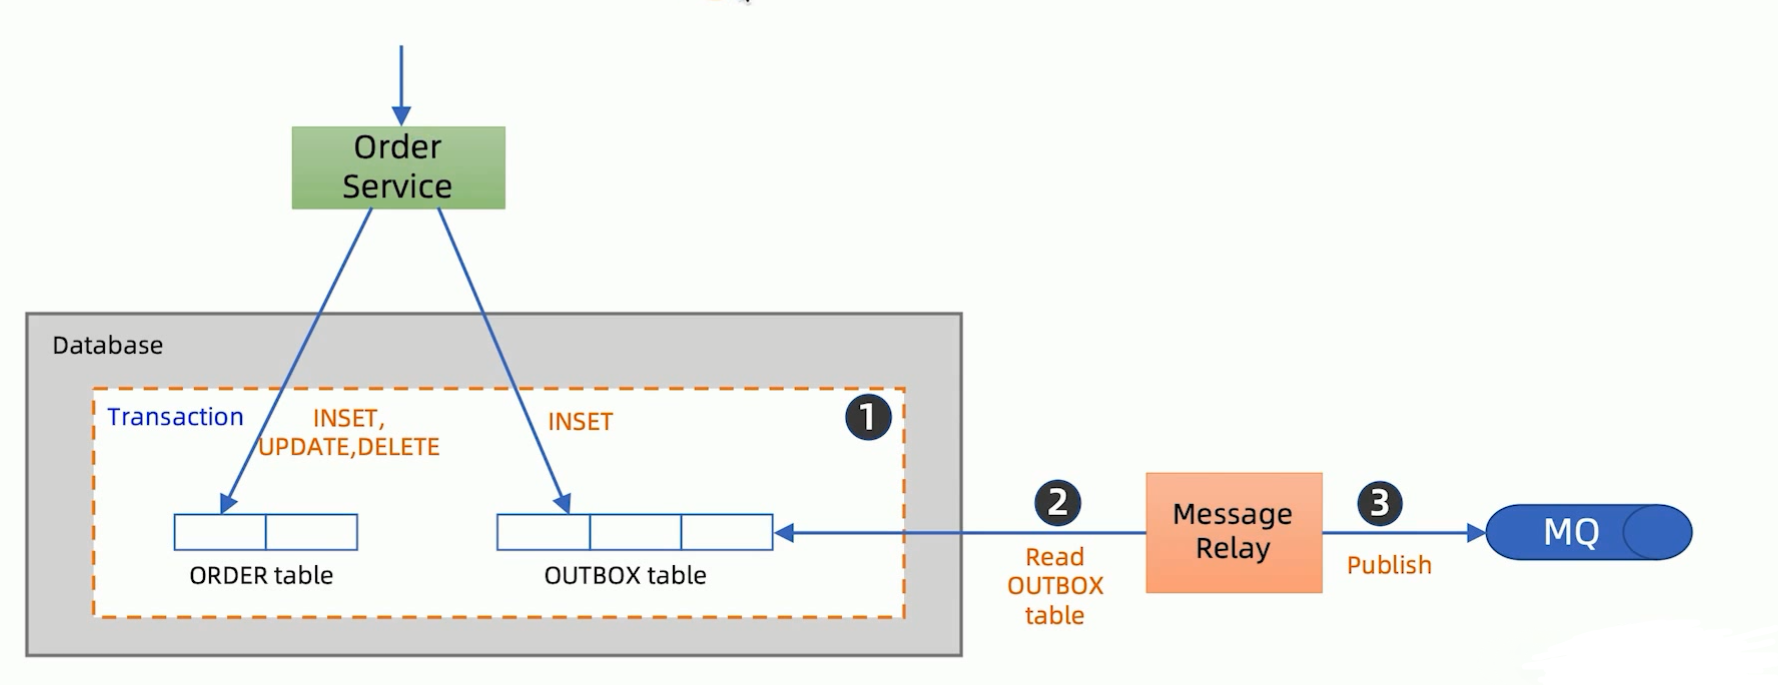 Order
Service
Database
Transaction
INSET,
UPDATE,DELETE
INSET
1
ORDER table
OUTBOX table
2
Read
OUTBOX
table
Message
Relay
3
Publish
MQ